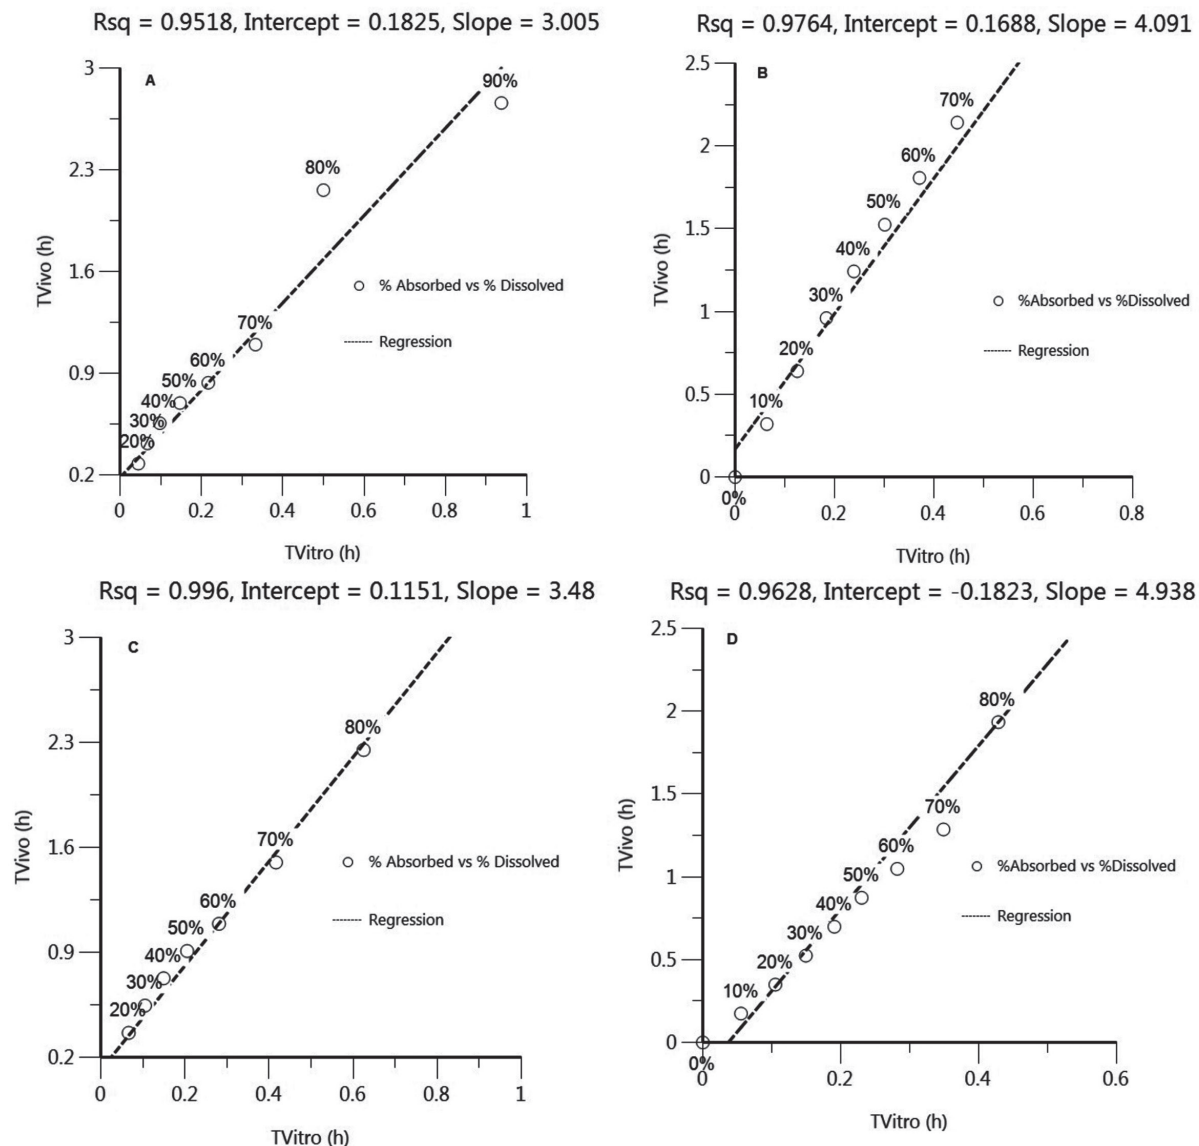 Rsq = 0.9518, Intercept = 0.1825, Slope = 3.005
A
3
2.3
1.6
0.9
0.2
TVivo (h)
90%
80%
70%
60%
50%
40%
30%
20%
% Absorbed vs % Dissolved
Regression
0 0.2 0.4 0.6 0.8 1
TVitro (h)
Rsq = 0.9764, Intercept = 0.1688, Slope = 4.091
B
2.5
2
1.5
1
0.5
0
TVivo (h)
70%
60%
50%
40%
30%
20%
10%
0%
%Absorbed vs %Dissolved
Regression
0 0.2 0.4 0.6 0.8
TVitro (h)
Rsq = 0.996, Intercept = 0.1151, Slope = 3.48
C
3
2.3
1.6
0.9
0.2
TVivo (h)
80%
70%
60%
50%
40%
30%
20%
% Absorbed vs % Dissolved
Regression
0 0.2 0.4 0.6 0.8 1
TVitro (h)
Rsq = 0.9628, Intercept = -0.1823, Slope = 4.938
D
2.5
2
1.5
1
0.5
0
TVivo (h)
80%
70%
60%
50%
40%
30%
20%
10%
0%
%Absorbed vs %Dissolved
Regression
0 0.2 0.4 0.6
TVitro (h)